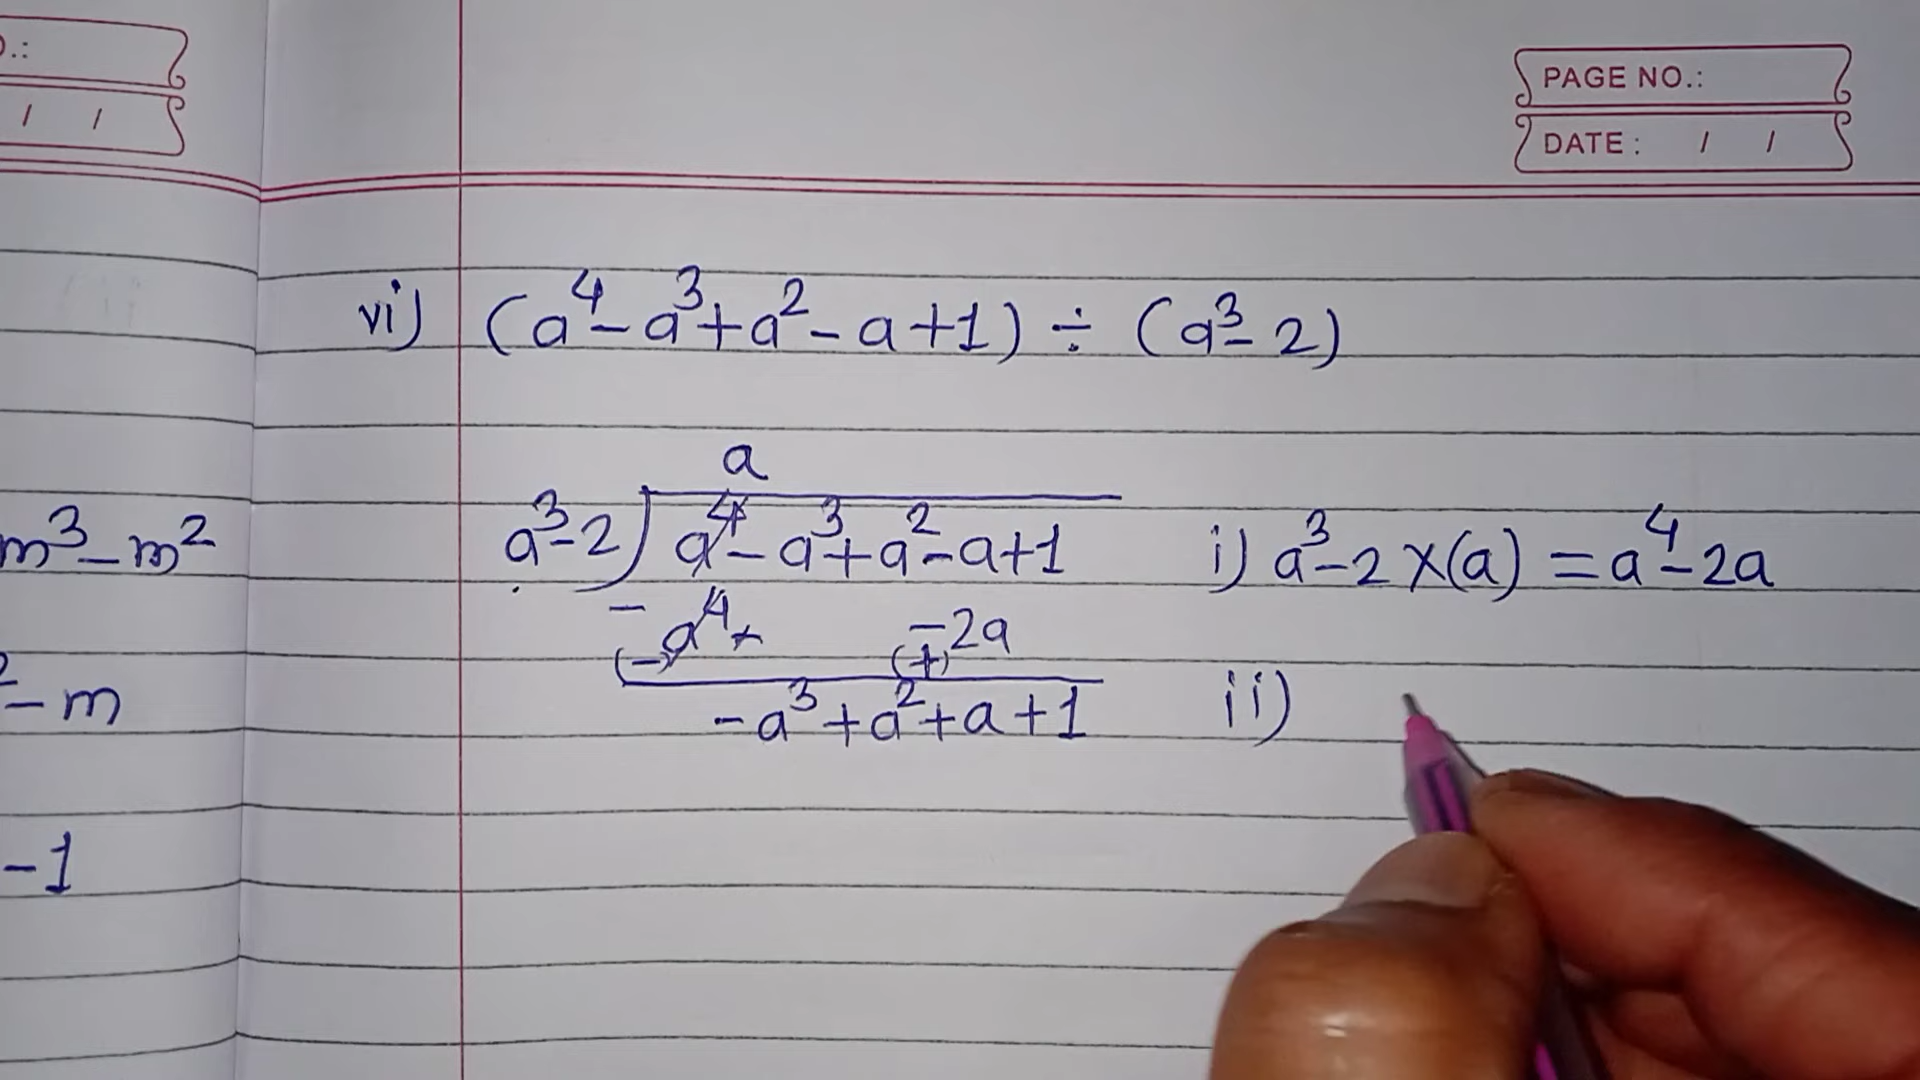 O.:
/ /
PAGE NO.:
DATE: / /
vi) (a⁴-a³+a²-a+1) ÷ (a³-2)
a
m³-m²
a³-2) a⁴-a³+a²-a+1
i) a³-2×(a) = a⁴-2a
- a⁴ -2a
(-) (+)
²-m
-a³+a²+a+1
ii)
-1